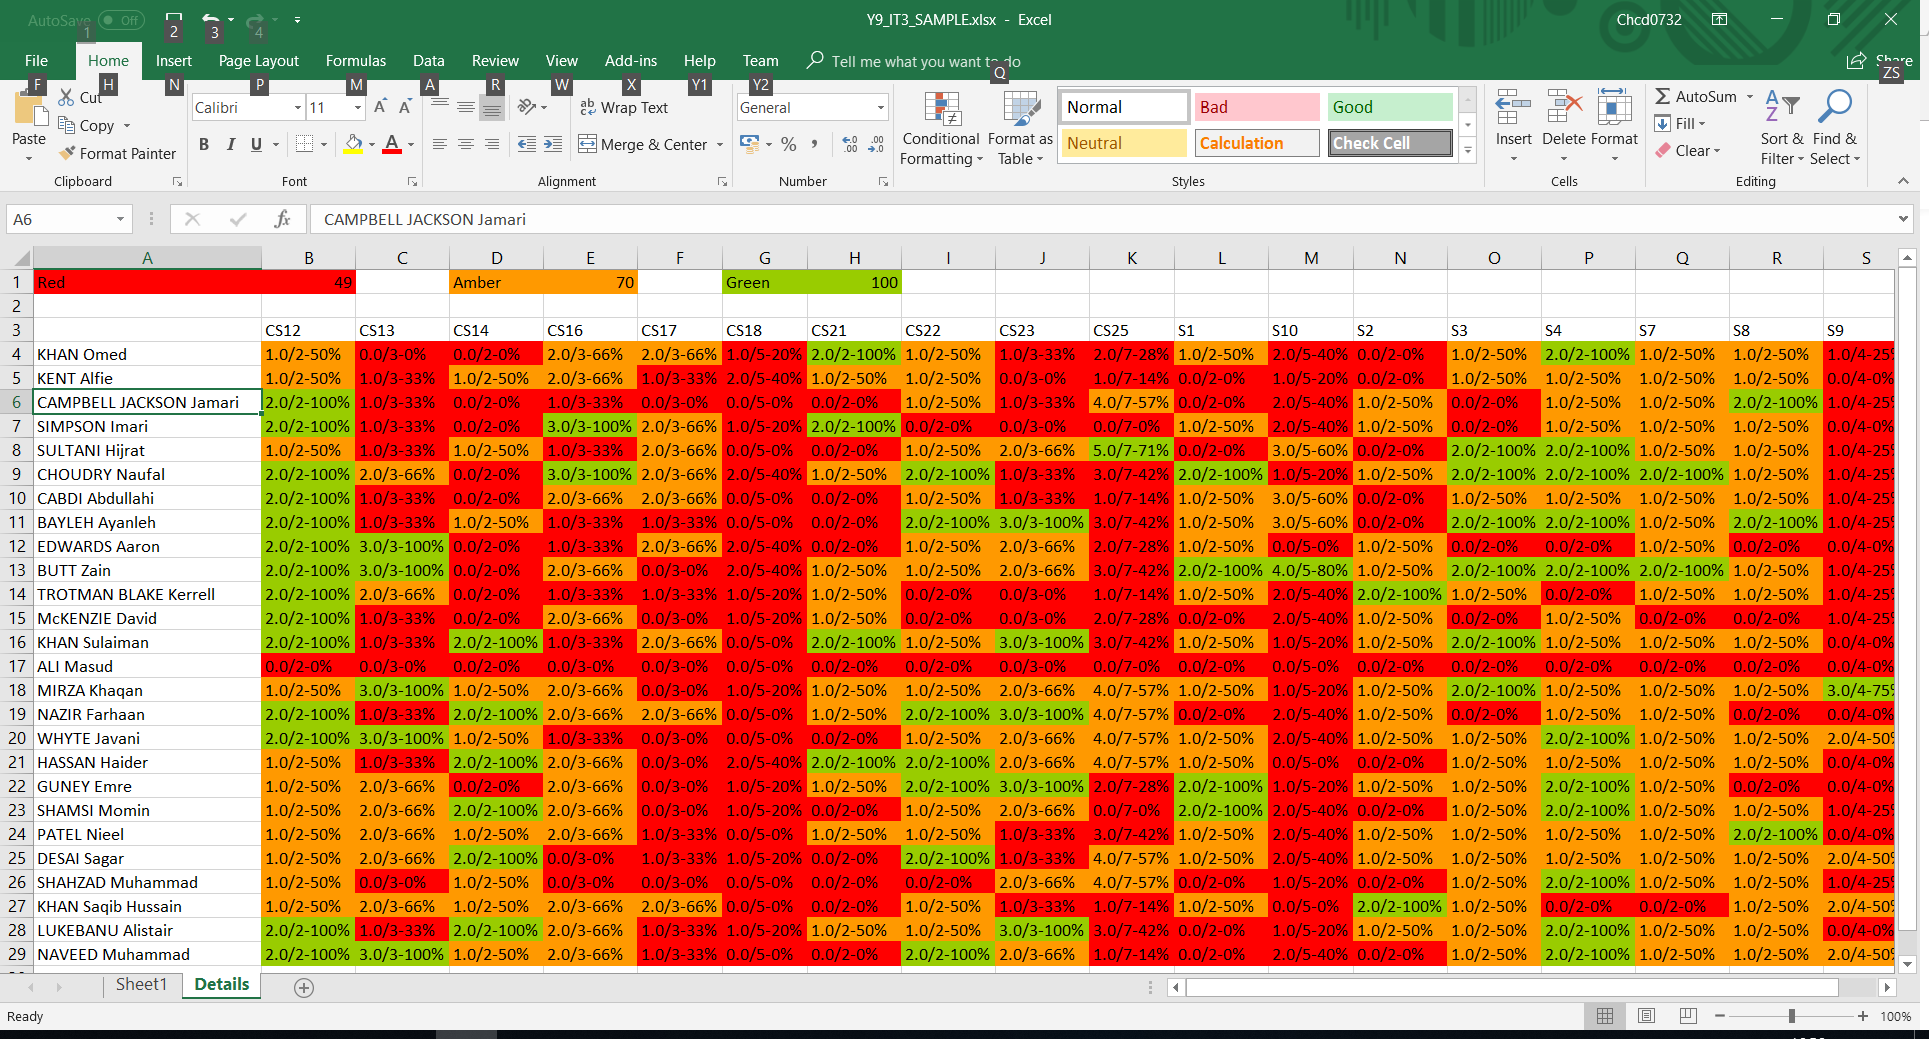 AutoSave Off Y9_IT3_SAMPLE.xlsx - Excel Chcd0732
1 2 3 4
File Home Insert Page Layout Formulas Data Review View Add-ins Help Team Tell me what you want to do Share
F H N P M A R W X Y1 Y2 Q ZS
Cut Calibri 11 Wrap Text General Normal Bad Good AutoSum
Paste Copy Conditional Formatting Format as Table Insert Delete Format Fill Sort & Filter Find & Select
Format Painter B I U Merge & Center % Neutral Calculation Check Cell Clear
Clipboard Font Alignment Number Styles Cells Editing
A6 fx CAMPBELL JACKSON Jamari
A B C D E F G H I J K L M N O P Q R S
1 Red 49 Amber 70 Green 100
2
3 CS12 CS13 CS14 CS16 CS17 CS18 CS21 CS22 CS23 CS25 S1 S10 S2 S3 S4 S7 S8 S9
4 KHAN Omed 1.0/2-50% 0.0/3-0% 0.0/2-0% 2.0/3-66% 2.0/3-66% 1.0/5-20% 2.0/2-100% 1.0/2-50% 1.0/3-33% 2.0/7-28% 1.0/2-50% 2.0/5-40% 0.0/2-0% 1.0/2-50% 2.0/2-100% 1.0/2-50% 1.0/2-50% 1.0/4-25%
5 KENT Alfie 1.0/2-50% 1.0/3-33% 1.0/2-50% 2.0/3-66% 1.0/3-33% 2.0/5-40% 1.0/2-50% 1.0/2-50% 0.0/3-0% 1.0/7-14% 0.0/2-0% 1.0/5-20% 0.0/2-0% 1.0/2-50% 1.0/2-50% 1.0/2-50% 1.0/2-50% 0.0/4-0%
6 CAMPBELL JACKSON Jamari 2.0/2-100% 1.0/3-33% 0.0/2-0% 1.0/3-33% 0.0/3-0% 0.0/5-0% 0.0/2-0% 1.0/2-50% 1.0/3-33% 4.0/7-57% 0.0/2-0% 2.0/5-40% 1.0/2-50% 0.0/2-0% 1.0/2-50% 1.0/2-50% 2.0/2-100% 1.0/4-25%
7 SIMPSON Imari 2.0/2-100% 1.0/3-33% 0.0/2-0% 3.0/3-100% 2.0/3-66% 1.0/5-20% 2.0/2-100% 0.0/2-0% 0.0/3-0% 0.0/7-0% 1.0/2-50% 2.0/5-40% 1.0/2-50% 0.0/2-0% 1.0/2-50% 1.0/2-50% 1.0/2-50% 0.0/4-0%
8 SULTANI Hijrat 1.0/2-50% 1.0/3-33% 1.0/2-50% 1.0/3-33% 2.0/3-66% 0.0/5-0% 0.0/2-0% 1.0/2-50% 2.0/3-66% 5.0/7-71% 0.0/2-0% 3.0/5-60% 0.0/2-0% 2.0/2-100% 2.0/2-100% 1.0/2-50% 1.0/2-50% 1.0/4-25%
9 CHOUDRY Naufal 2.0/2-100% 2.0/3-66% 0.0/2-0% 3.0/3-100% 2.0/3-66% 2.0/5-40% 1.0/2-50% 2.0/2-100% 1.0/3-33% 3.0/7-42% 2.0/2-100% 1.0/5-20% 1.0/2-50% 2.0/2-100% 2.0/2-100% 2.0/2-100% 1.0/2-50% 1.0/4-25%
10 CABDI Abdullahi 2.0/2-100% 1.0/3-33% 0.0/2-0% 2.0/3-66% 2.0/3-66% 0.0/5-0% 0.0/2-0% 1.0/2-50% 1.0/3-33% 1.0/7-14% 1.0/2-50% 3.0/5-60% 0.0/2-0% 1.0/2-50% 1.0/2-50% 1.0/2-50% 1.0/2-50% 1.0/4-25%
11 BAYLEH Ayanleh 2.0/2-100% 1.0/3-33% 1.0/2-50% 1.0/3-33% 1.0/3-33% 0.0/5-0% 0.0/2-0% 2.0/2-100% 3.0/3-100% 3.0/7-42% 1.0/2-50% 3.0/5-60% 0.0/2-0% 2.0/2-100% 2.0/2-100% 1.0/2-50% 2.0/2-100% 1.0/4-25%
12 EDWARDS Aaron 2.0/2-100% 3.0/3-100% 0.0/2-0% 1.0/3-33% 2.0/3-66% 2.0/5-40% 0.0/2-0% 1.0/2-50% 2.0/3-66% 2.0/7-28% 1.0/2-50% 0.0/5-0% 1.0/2-50% 0.0/2-0% 0.0/2-0% 1.0/2-50% 0.0/2-0% 0.0/4-0%
13 BUTT Zain 2.0/2-100% 3.0/3-100% 0.0/2-0% 2.0/3-66% 0.0/3-0% 2.0/5-40% 1.0/2-50% 1.0/2-50% 2.0/3-66% 3.0/7-42% 2.0/2-100% 4.0/5-80% 1.0/2-50% 2.0/2-100% 2.0/2-100% 2.0/2-100% 1.0/2-50% 1.0/4-25%
14 TROTMAN BLAKE Kerrell 2.0/2-100% 2.0/3-66% 0.0/2-0% 1.0/3-33% 1.0/3-33% 1.0/5-20% 1.0/2-50% 0.0/2-0% 0.0/3-0% 1.0/7-14% 1.0/2-50% 2.0/5-40% 2.0/2-100% 1.0/2-50% 0.0/2-0% 1.0/2-50% 1.0/2-50% 1.0/4-25%
15 McKENZIE David 2.0/2-100% 1.0/3-33% 0.0/2-0% 2.0/3-66% 0.0/3-0% 1.0/5-20% 1.0/2-50% 0.0/2-0% 0.0/3-0% 2.0/7-28% 0.0/2-0% 2.0/5-40% 1.0/2-50% 0.0/2-0% 1.0/2-50% 0.0/2-0% 0.0/2-0% 1.0/4-25%
16 KHAN Sulaiman 2.0/2-100% 1.0/3-33% 2.0/2-100% 1.0/3-33% 2.0/3-66% 0.0/5-0% 2.0/2-100% 1.0/2-50% 3.0/3-100% 3.0/7-42% 1.0/2-50% 1.0/5-20% 1.0/2-50% 2.0/2-100% 1.0/2-50% 1.0/2-50% 1.0/2-50% 0.0/4-0%
17 ALI Masud 0.0/2-0% 0.0/3-0% 0.0/2-0% 0.0/3-0% 0.0/3-0% 0.0/5-0% 0.0/2-0% 0.0/2-0% 0.0/3-0% 0.0/7-0% 0.0/2-0% 0.0/5-0% 0.0/2-0% 0.0/2-0% 0.0/2-0% 0.0/2-0% 0.0/2-0% 0.0/4-0%
18 MIRZA Khaqan 1.0/2-50% 3.0/3-100% 1.0/2-50% 2.0/3-66% 0.0/3-0% 1.0/5-20% 1.0/2-50% 1.0/2-50% 2.0/3-66% 4.0/7-57% 1.0/2-50% 1.0/5-20% 1.0/2-50% 2.0/2-100% 1.0/2-50% 1.0/2-50% 1.0/2-50% 3.0/4-75%
19 NAZIR Farhaan 2.0/2-100% 1.0/3-33% 2.0/2-100% 2.0/3-66% 2.0/3-66% 0.0/5-0% 1.0/2-50% 2.0/2-100% 3.0/3-100% 4.0/7-57% 0.0/2-0% 2.0/5-40% 1.0/2-50% 0.0/2-0% 1.0/2-50% 1.0/2-50% 0.0/2-0% 0.0/4-0%
20 WHYTE Javani 2.0/2-100% 3.0/3-100% 1.0/2-50% 1.0/3-33% 0.0/3-0% 0.0/5-0% 0.0/2-0% 1.0/2-50% 2.0/3-66% 4.0/7-57% 1.0/2-50% 2.0/5-40% 1.0/2-50% 1.0/2-50% 2.0/2-100% 1.0/2-50% 1.0/2-50% 2.0/4-50%
21 HASSAN Haider 1.0/2-50% 1.0/3-33% 2.0/2-100% 2.0/3-66% 0.0/3-0% 2.0/5-40% 2.0/2-100% 2.0/2-100% 2.0/3-66% 4.0/7-57% 1.0/2-50% 0.0/5-0% 0.0/2-0% 1.0/2-50% 1.0/2-50% 1.0/2-50% 1.0/2-50% 0.0/4-0%
22 GUNEY Emre 1.0/2-50% 2.0/3-66% 0.0/2-0% 2.0/3-66% 0.0/3-0% 1.0/5-20% 1.0/2-50% 2.0/2-100% 3.0/3-100% 2.0/7-28% 2.0/2-100% 1.0/5-20% 1.0/2-50% 1.0/2-50% 2.0/2-100% 1.0/2-50% 0.0/2-0% 0.0/4-0%
23 SHAMSI Momin 1.0/2-50% 2.0/3-66% 2.0/2-100% 2.0/3-66% 0.0/3-0% 1.0/5-20% 0.0/2-0% 1.0/2-50% 2.0/3-66% 0.0/7-0% 2.0/2-100% 2.0/5-40% 0.0/2-0% 1.0/2-50% 2.0/2-100% 1.0/2-50% 1.0/2-50% 1.0/4-25%
24 PATEL Nieel 1.0/2-50% 2.0/3-66% 1.0/2-50% 2.0/3-66% 1.0/3-33% 0.0/5-0% 1.0/2-50% 1.0/2-50% 1.0/3-33% 3.0/7-42% 1.0/2-50% 2.0/5-40% 1.0/2-50% 1.0/2-50% 1.0/2-50% 1.0/2-50% 2.0/2-100% 0.0/4-0%
25 DESAI Sagar 1.0/2-50% 2.0/3-66% 2.0/2-100% 0.0/3-0% 1.0/3-33% 1.0/5-20% 0.0/2-0% 2.0/2-100% 1.0/3-33% 4.0/7-57% 1.0/2-50% 2.0/5-40% 0.0/2-0% 1.0/2-50% 1.0/2-50% 1.0/2-50% 1.0/2-50% 2.0/4-50%
26 SHAHZAD Muhammad 1.0/2-50% 0.0/3-0% 1.0/2-50% 0.0/3-0% 0.0/3-0% 0.0/5-0% 0.0/2-0% 0.0/2-0% 2.0/3-66% 4.0/7-57% 0.0/2-0% 1.0/5-20% 0.0/2-0% 1.0/2-50% 2.0/2-100% 1.0/2-50% 1.0/2-50% 1.0/4-25%
27 KHAN Saqib Hussain 1.0/2-50% 2.0/3-66% 1.0/2-50% 2.0/3-66% 2.0/3-66% 0.0/5-0% 0.0/2-0% 1.0/2-50% 1.0/3-33% 1.0/7-14% 1.0/2-50% 0.0/5-0% 2.0/2-100% 1.0/2-50% 0.0/2-0% 0.0/2-0% 1.0/2-50% 2.0/4-50%
28 LUKEBANU Alistair 2.0/2-100% 1.0/3-33% 2.0/2-100% 2.0/3-66% 1.0/3-33% 1.0/5-20% 1.0/2-50% 1.0/2-50% 3.0/3-100% 3.0/7-42% 0.0/2-0% 1.0/5-20% 1.0/2-50% 1.0/2-50% 2.0/2-100% 1.0/2-50% 1.0/2-50% 0.0/4-0%
29 NAVEED Muhammad 2.0/2-100% 3.0/3-100% 1.0/2-50% 2.0/3-66% 1.0/3-33% 0.0/5-0% 0.0/2-0% 2.0/2-100% 2.0/3-66% 1.0/7-14% 0.0/2-0% 2.0/5-40% 0.0/2-0% 1.0/2-50% 2.0/2-100% 1.0/2-50% 1.0/2-50% 2.0/4-50%
Sheet1 Details
Ready 100%